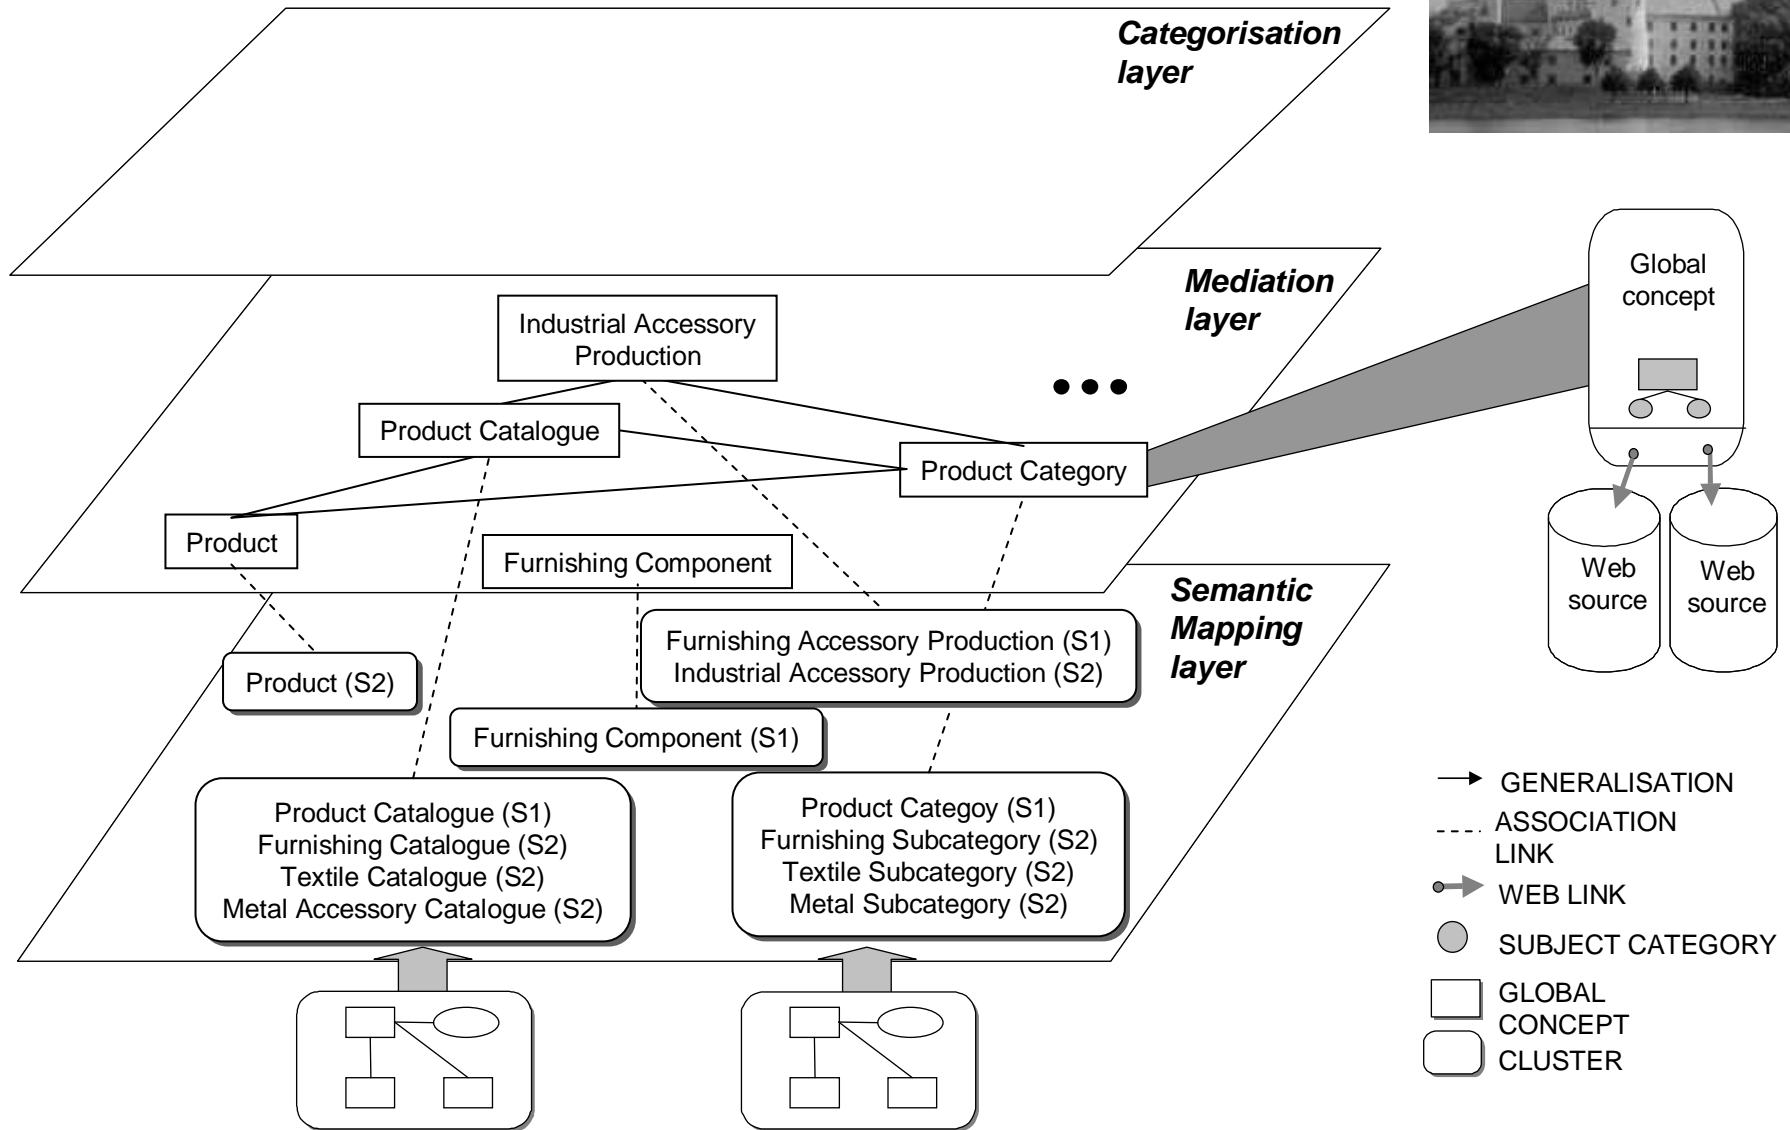 Categorisation
layer
Mediation
layer
Industrial Accessory
Production
Product Catalogue
Product Category
Product
Furnishing Component
Global
concept
Web
source
Web
source
Semantic
Mapping
layer
Furnishing Accessory Production (S1)
Industrial Accessory Production (S2)
Product (S2)
Furnishing Component (S1)
Product Catalogue (S1)
Furnishing Catalogue (S2)
Textile Catalogue (S2)
Metal Accessory Catalogue (S2)
Product Categoy (S1)
Furnishing Subcategory (S2)
Textile Subcategory (S2)
Metal Subcategory (S2)
GENERALISATION
ASSOCIATION
LINK
WEB LINK
SUBJECT CATEGORY
GLOBAL
CONCEPT
CLUSTER